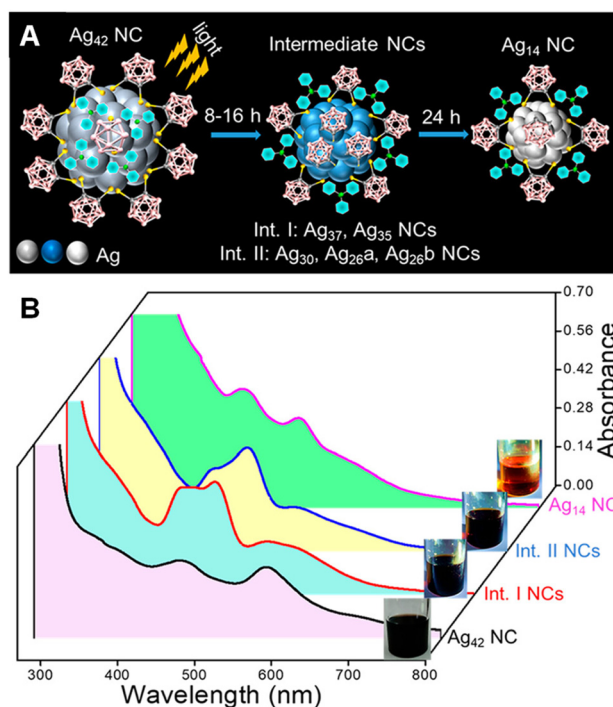 A
Ag42 NC
light
Intermediate NCs
Ag14 NC
8-16 h
24 h
Int. I: Ag37, Ag35 NCs
Int. II: Ag30, Ag26a, Ag26b NCs
Ag
B
0.70
0.56
0.42
0.28
0.14
0.00
Absorbance
Ag14 NC
Int. II NCs
Int. I NCs
Ag42 NC
300 400 500 600 700 800
Wavelength (nm)